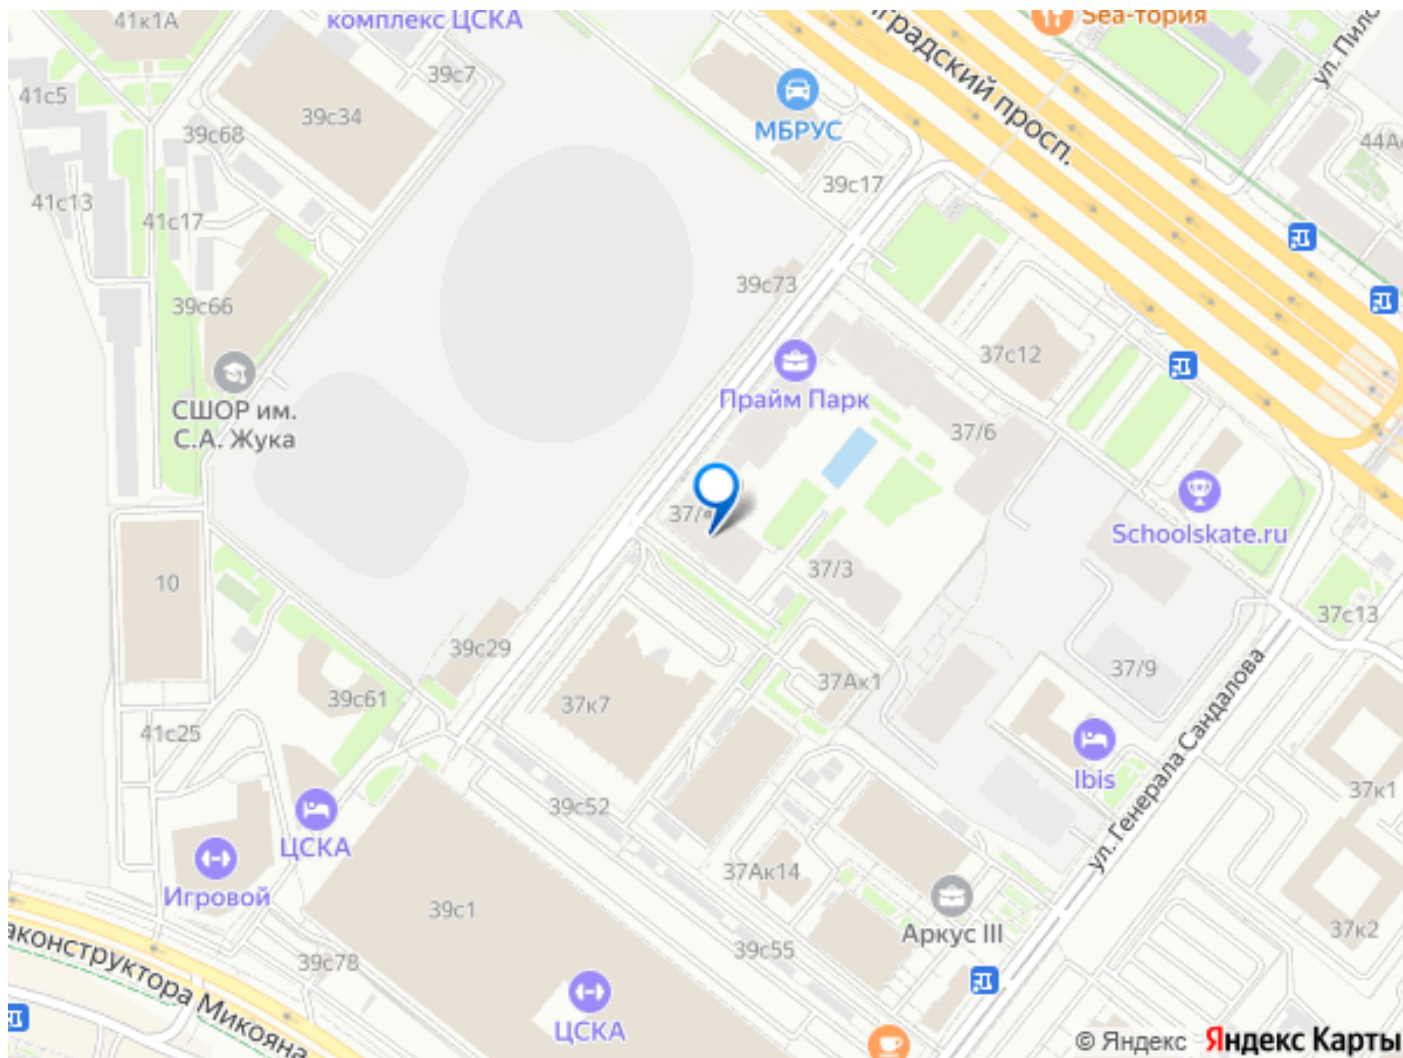 41к1А
комплекс ЦСКА
Sea-тория
ул. Пило
градский просп.
39с7
41с5
39с34
39с68
МБРУС
44А
39с17
41с13
41с17
39с73
39с66
37с12
Прайм Парк
СШОР им.
С.А. Жука
37/6
37/4
Schoolskate.ru
10
37/3
37с13
39с29
37/9
37Ак1
39с61
37к7
41с25
ул. Генерала Сандалова
Ibis
37к1
39с52
ЦСКА
37Ак14
Игровой
39с1
Аркус III
37к2
39с55
39с78
аконструктора Микояна
ЦСКА
© Яндекс Яндекс Карты